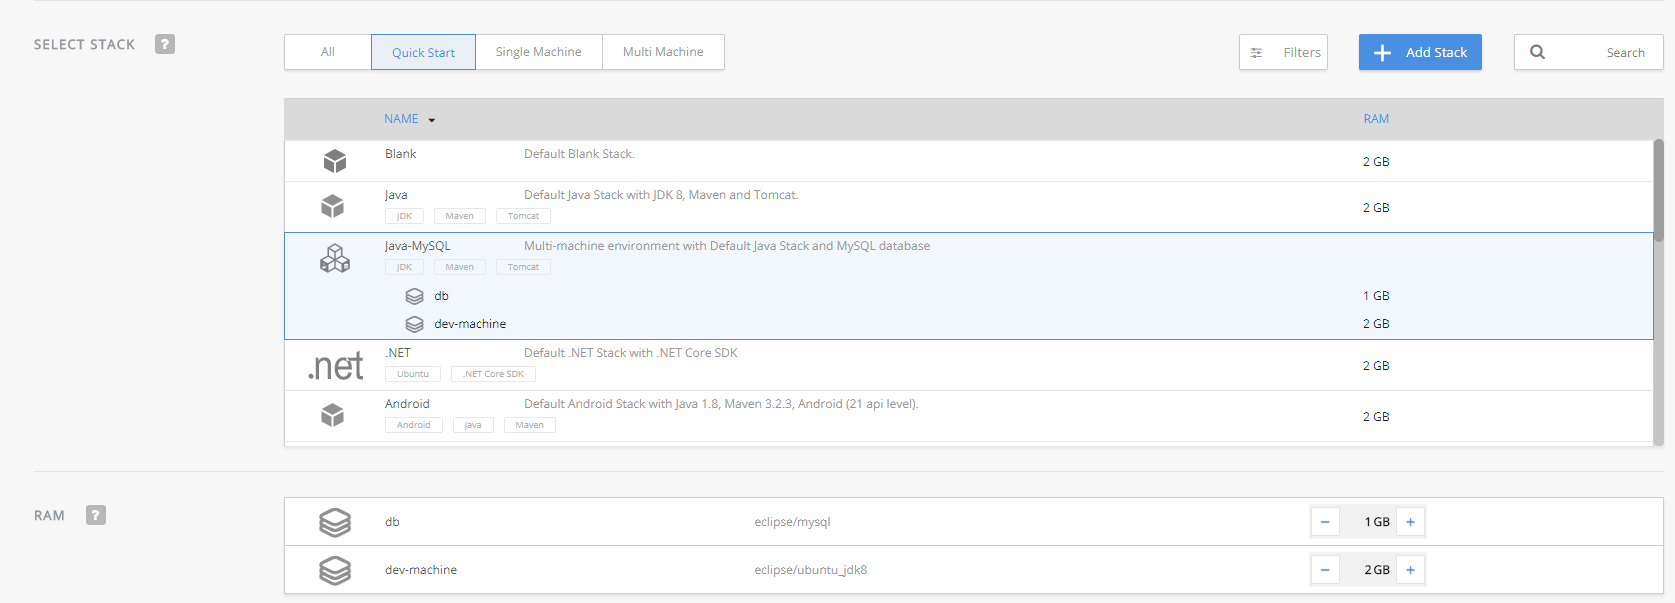 SELECT STACK ?
All Quick Start Single Machine Multi Machine Filters Add Stack Search
NAME RAM
Blank Default Blank Stack. 2 GB
Java Default Java Stack with JDK 8, Maven and Tomcat. 2 GB
JDK Maven Tomcat
Java-MySQL Multi-machine environment with Default Java Stack and MySQL database
JDK Maven Tomcat
db 1 GB
dev-machine 2 GB
.net .NET Default .NET Stack with .NET Core SDK 2 GB
Ubuntu .NET Core SDK
Android Default Android Stack with Java 1.8, Maven 3.2.3, Android (21 api level). 2 GB
Android Java Maven
RAM ?
db eclipse/mysql − 1 GB +
dev-machine eclipse/ubuntu_jdk8 − 2 GB +